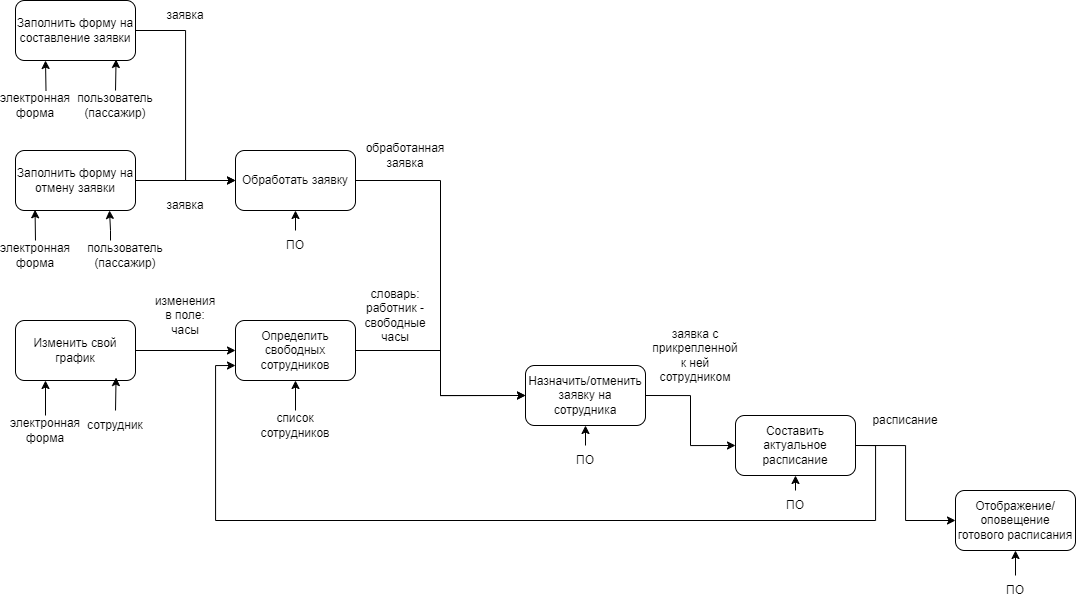 Заполнить форму на
составление заявки
заявка
электронная
форма
пользователь
(пассажир)
Заполнить форму на
отмену заявки
заявка
электронная
форма
пользователь
(пассажир)
Обработать заявку
ПО
обработанная
заявка
Изменить свой
график
электронная
форма
сотрудник
изменения
в поле:
часы
Определить
свободных
сотрудников
список
сотрудников
словарь:
работник -
свободные
часы
Назначить/отменить
заявку на
сотрудника
ПО
заявка с
прикрепленной
к ней
сотрудником
Составить
актуальное
расписание
ПО
расписание
Отображение/
оповещение
готового расписания
ПО